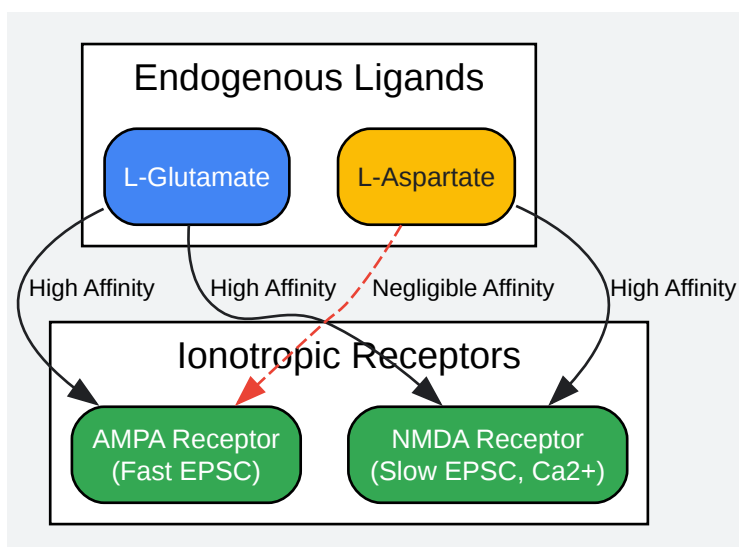 Endogenous Ligands
L-Glutamate
L-Aspartate
High Affinity
High Affinity
Negligible Affinity
High Affinity
Ionotropic Receptors
AMPA Receptor
(Fast EPSC)
NMDA Receptor
(Slow EPSC, Ca2+)